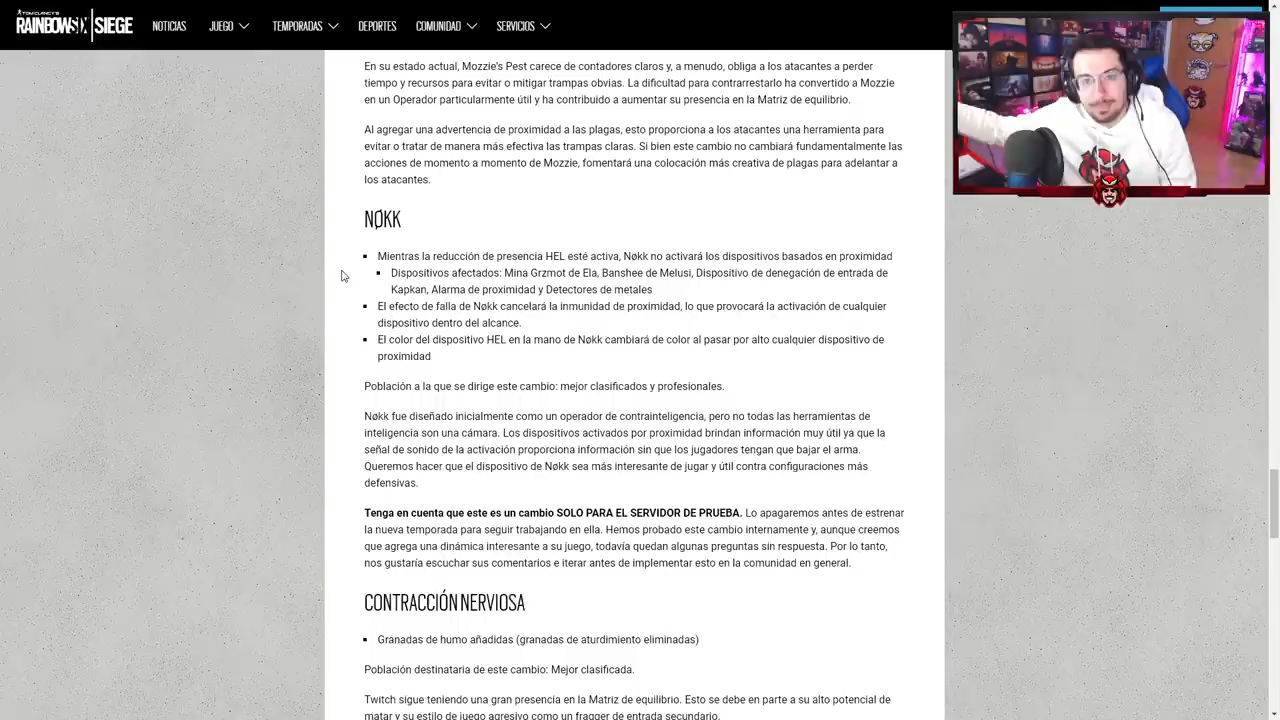 TOM CLANCY'S
RAINBOWSIX SIEGE
NOTICIAS JUEGO TEMPORADAS DEPORTES COMUNIDAD SERVICIOS
En su estado actual, Mozzie's Pest carece de contadores claros y, a menudo, obliga a los atacantes a perder
tiempo y recursos para evitar o mitigar trampas obvias. La dificultad para contrarrestarlo ha convertido a Mozzie
en un Operador particularmente útil y ha contribuido a aumentar su presencia en la Matriz de equilibrio.
Al agregar una advertencia de proximidad a las plagas, esto proporciona a los atacantes una herramienta para
evitar o tratar de manera más efectiva las trampas claras. Si bien este cambio no cambiará fundamentalmente las
acciones de momento a momento de Mozzie, fomentará una colocación más creativa de plagas para adelantar a
los atacantes.
NØKK
Mientras la reducción de presencia HEL esté activa, Nøkk no activará los dispositivos basados en proximidad
Dispositivos afectados: Mina Grzmot de Ela, Banshee de Melusi, Dispositivo de denegación de entrada de
Kapkan, Alarma de proximidad y Detectores de metales
El efecto de falla de Nøkk cancelará la inmunidad de proximidad, lo que provocará la activación de cualquier
dispositivo dentro del alcance.
El color del dispositivo HEL en la mano de Nøkk cambiará de color al pasar por alto cualquier dispositivo de
proximidad
Población a la que se dirige este cambio: mejor clasificados y profesionales.
Nøkk fue diseñado inicialmente como un operador de contrainteligencia, pero no todas las herramientas de
inteligencia son una cámara. Los dispositivos activados por proximidad brindan información muy útil ya que la
señal de sonido de la activación proporciona información sin que los jugadores tengan que bajar el arma.
Queremos hacer que el dispositivo de Nøkk sea más interesante de jugar y útil contra configuraciones más
defensivas.
Tenga en cuenta que este es un cambio SOLO PARA EL SERVIDOR DE PRUEBA. Lo apagaremos antes de estrenar
la nueva temporada para seguir trabajando en ella. Hemos probado este cambio internamente y, aunque creemos
que agrega una dinámica interesante a su juego, todavía quedan algunas preguntas sin respuesta. Por lo tanto,
nos gustaría escuchar sus comentarios e iterar antes de implementar esto en la comunidad en general.
CONTRACCIÓN NERVIOSA
Granadas de humo añadidas (granadas de aturdimiento eliminadas)
Población destinataria de este cambio: Mejor clasificada.
Twitch sigue teniendo una gran presencia en la Matriz de equilibrio. Esto se debe en parte a su alto potencial de
matar y su estilo de juego agresivo como un fragger de entrada secundario.